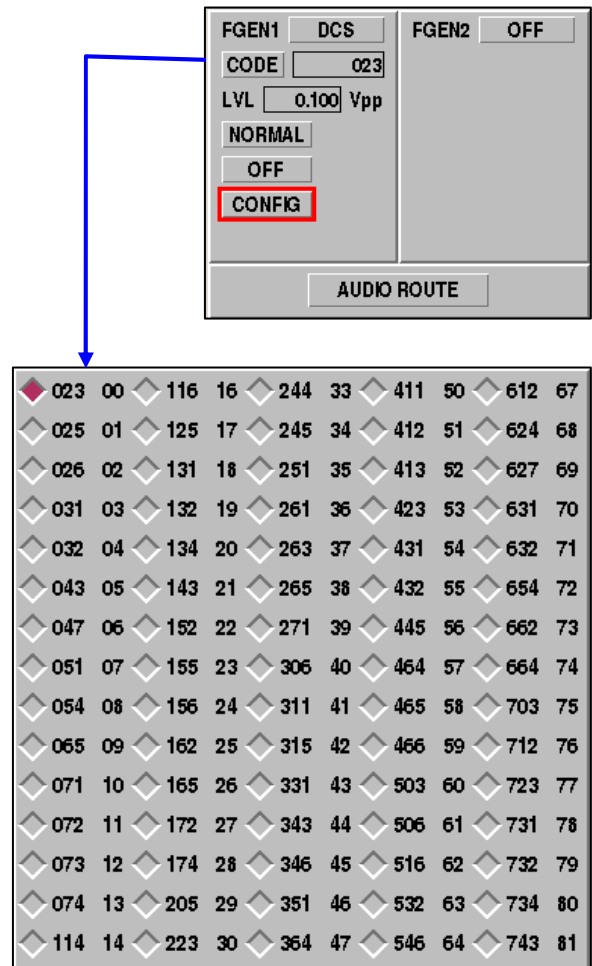 FGEN1 DCS FGEN2 OFF
CODE 023
LVL 0.100 Vpp
NORMAL
OFF
CONFIG
AUDIO ROUTE
023 00 116 16 244 33 411 50 612 67
025 01 125 17 245 34 412 51 624 68
026 02 131 18 251 35 413 52 627 69
031 03 132 19 261 36 423 53 631 70
032 04 134 20 263 37 431 54 632 71
043 05 143 21 265 38 432 55 654 72
047 06 152 22 271 39 445 56 662 73
051 07 155 23 306 40 464 57 664 74
054 08 156 24 311 41 465 58 703 75
065 09 162 25 315 42 466 59 712 76
071 10 165 26 331 43 503 60 723 77
072 11 172 27 343 44 506 61 731 78
073 12 174 28 346 45 516 62 732 79
074 13 205 29 351 46 532 63 734 80
114 14 223 30 364 47 546 64 743 81